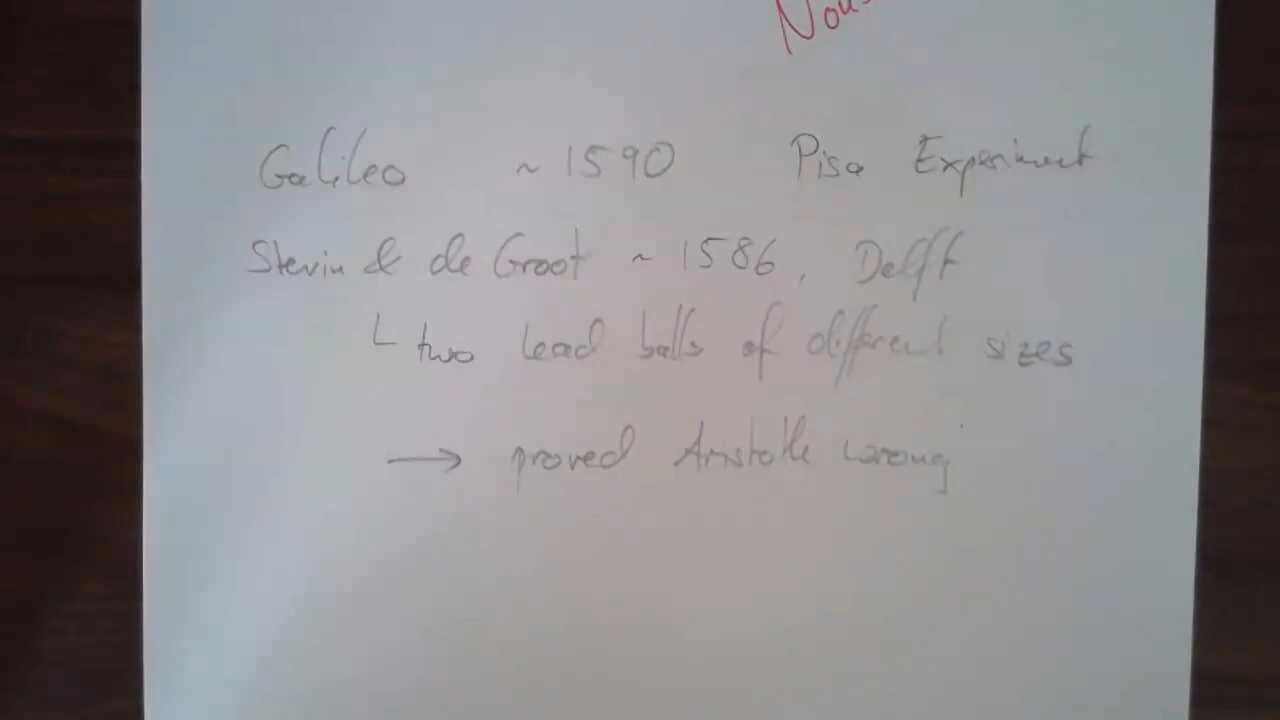 Galileo ~1590 Pisa Experiment
Stevin & de Groot ~ 1586, Delft
└ two lead balls of different sizes
→ proved Aristotle wrong